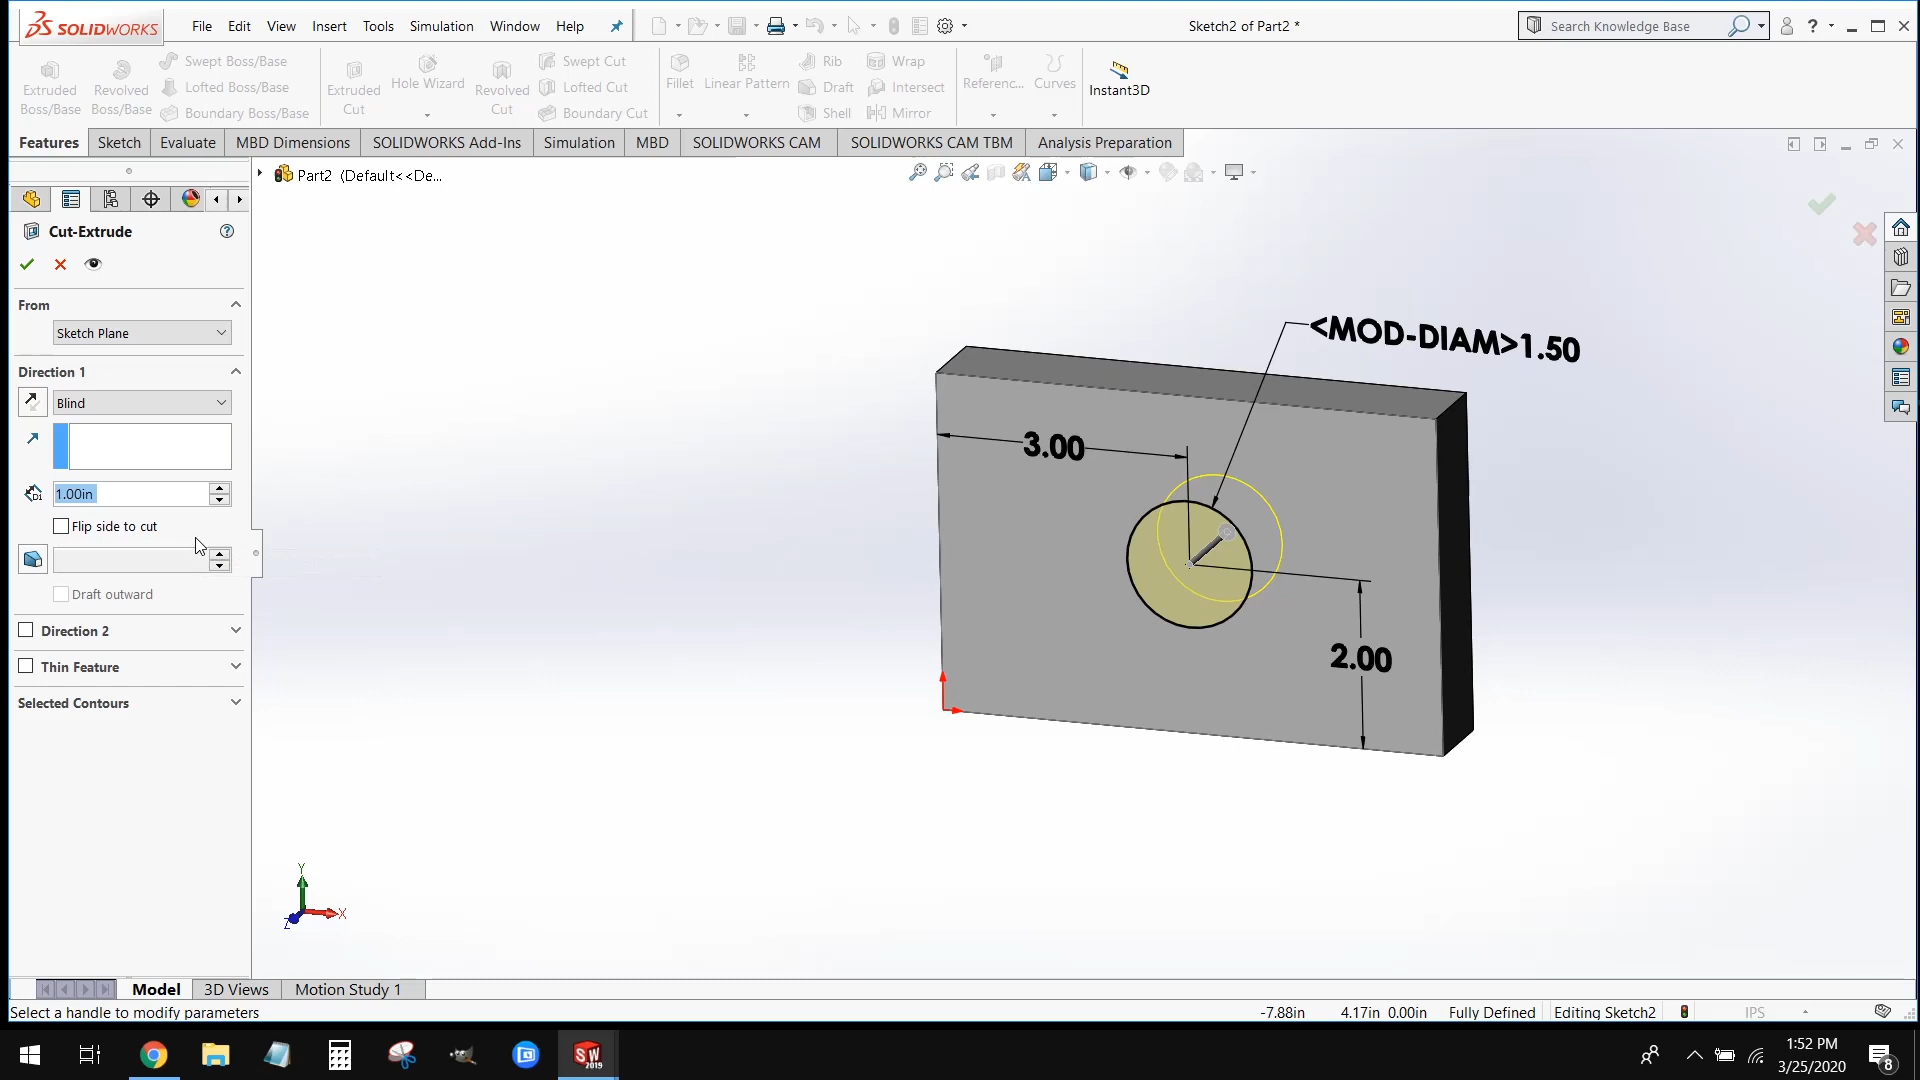 SOLIDWORKS File Edit View Insert Tools Simulation Window Help Sketch2 of Part2 * Search Knowledge Base ?
Extruded Boss/Base
Revolved Boss/Base
Swept Boss/Base
Lofted Boss/Base
Boundary Boss/Base
Extruded Cut
Hole Wizard
Revolved Cut
Swept Cut
Lofted Cut
Boundary Cut
Fillet
Linear Pattern
Rib
Draft
Shell
Wrap
Intersect
Mirror
Referenc...
Curves
Instant3D
Features Sketch Evaluate MBD Dimensions SOLIDWORKS Add-Ins Simulation MBD SOLIDWORKS CAM SOLIDWORKS CAM TBM Analysis Preparation
Part2 (Default<<De...
Cut-Extrude ?
From
Sketch Plane
Direction 1
Blind
D1 1.00in
Flip side to cut
Draft outward
Direction 2
Thin Feature
Selected Contours
<MOD-DIAM>1.50
3.00
2.00
Y
X
Z
Model 3D Views Motion Study 1
Select a handle to modify parameters -7.88in 4.17in 0.00in Fully Defined Editing Sketch2 IPS
SW 2019
1:52 PM
3/25/2020
8